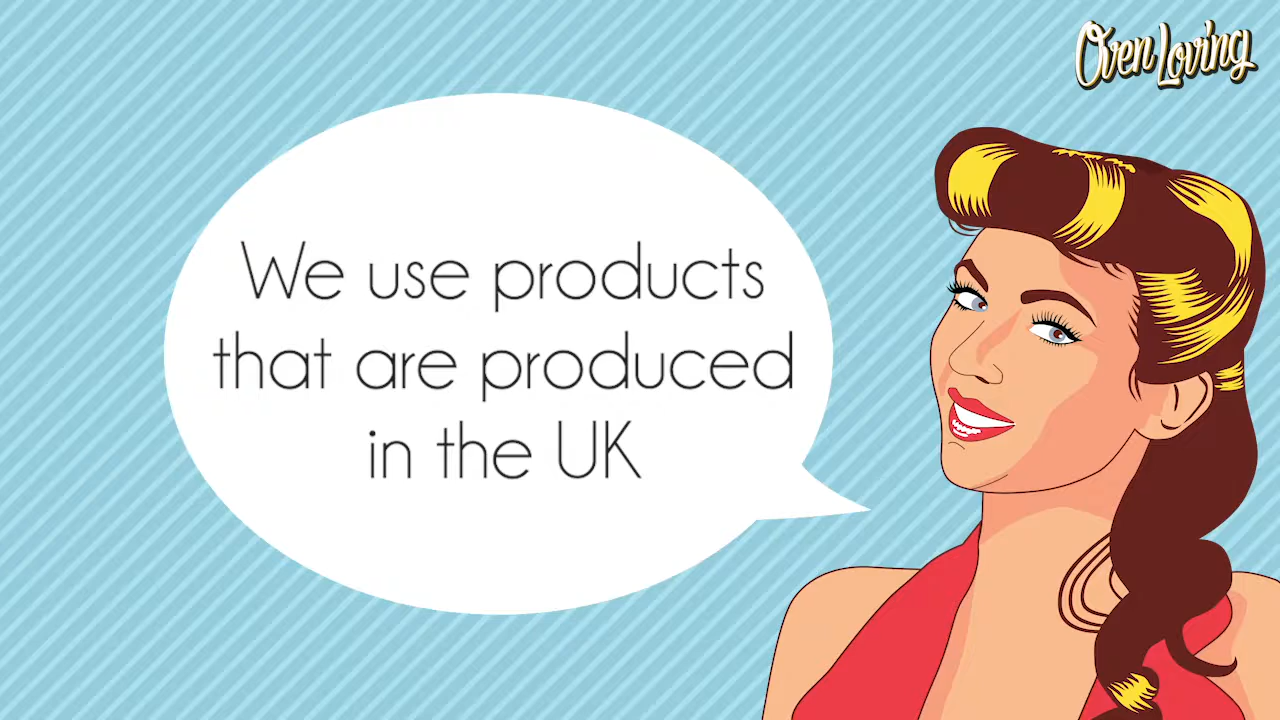 Oven Loving
We use products
that are produced
in the UK